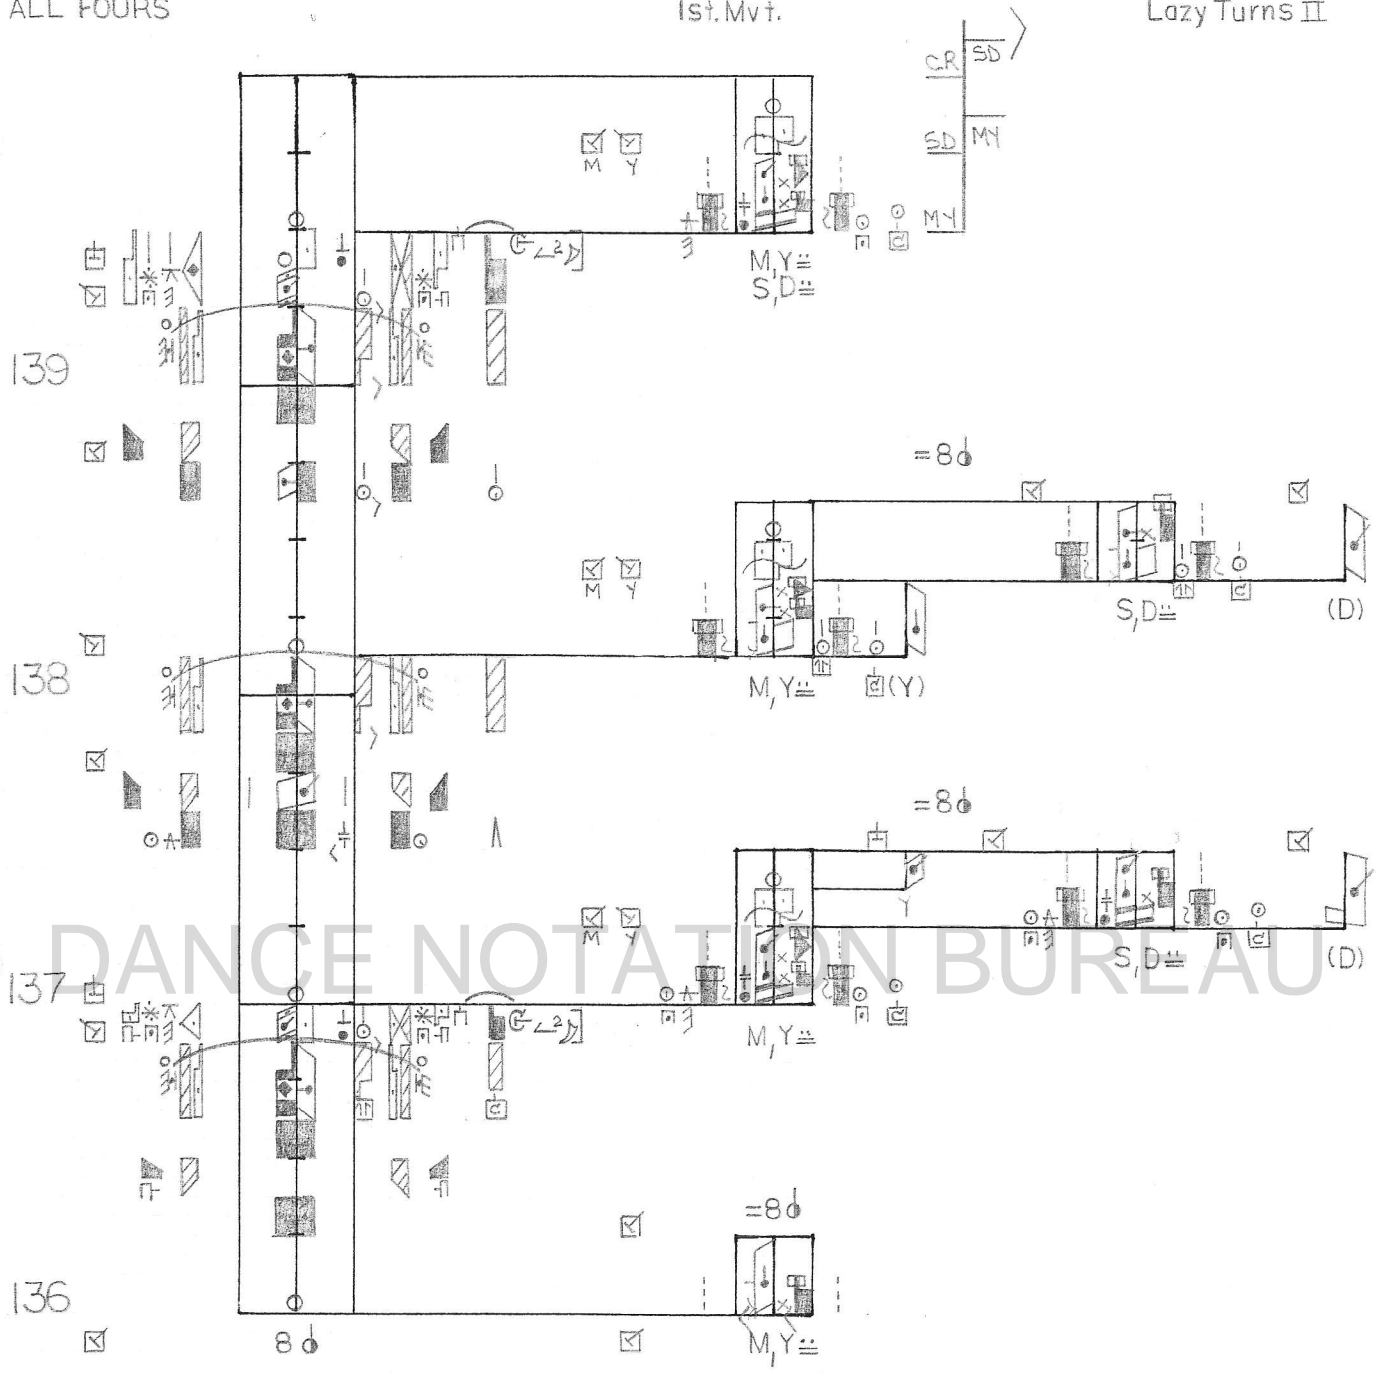 ALL FOURS 1st. Mvt. Lazy Turns II
CR SD
SD MY
MY
M Y
M, Y
S, D
139
= 8
M Y
S, D (D)
138
M, Y (Y)
= 8
M Y
Y
DANCE NOTATION BUREAU
S, D (D)
137
M, Y
= 8
136
8
M, Y